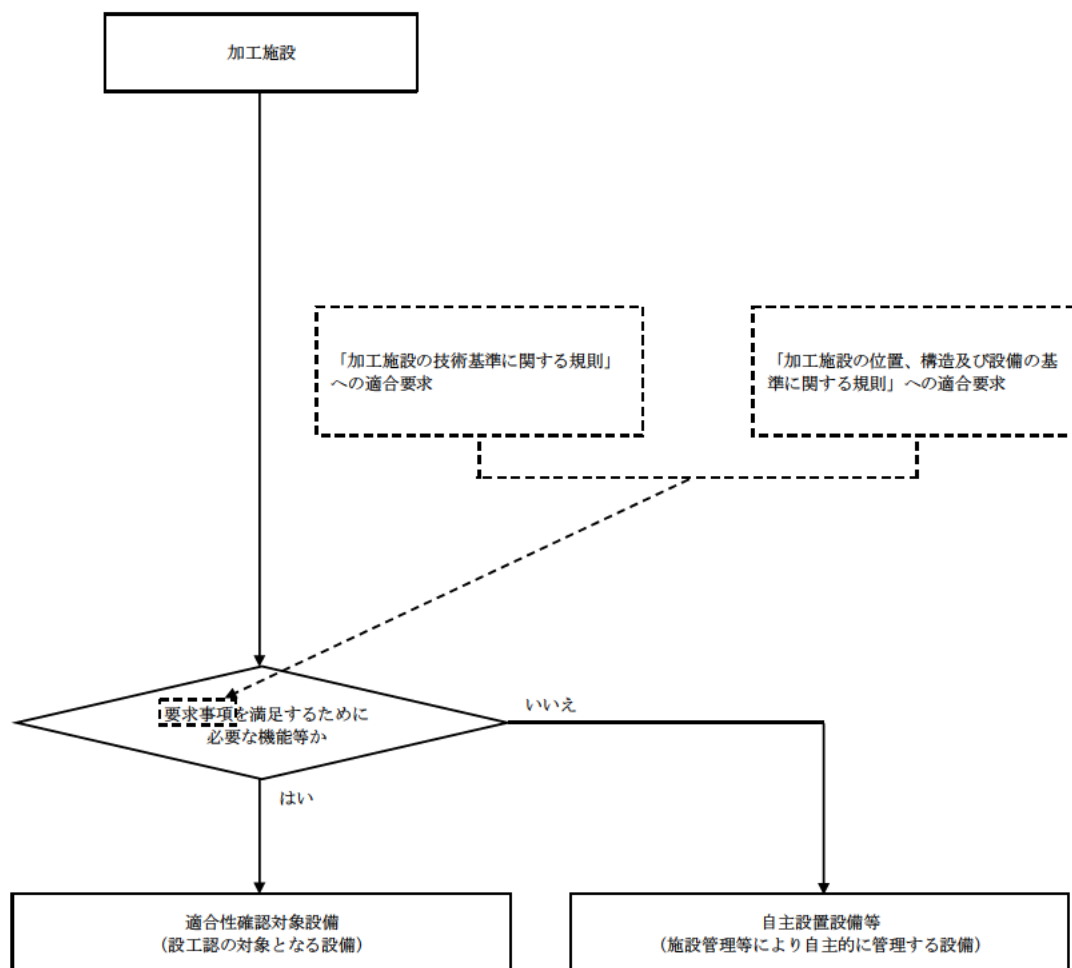 加工施設
「加工施設の技術基準に関する規則」
への適合要求
「加工施設の位置、構造及び設備の基
準に関する規則」への適合要求
要求事項を満足するために
必要な機能等か
いいえ
はい
適合性確認対象設備
（設工認の対象となる設備）
自主設置設備等
（施設管理等により自主的に管理する設備）